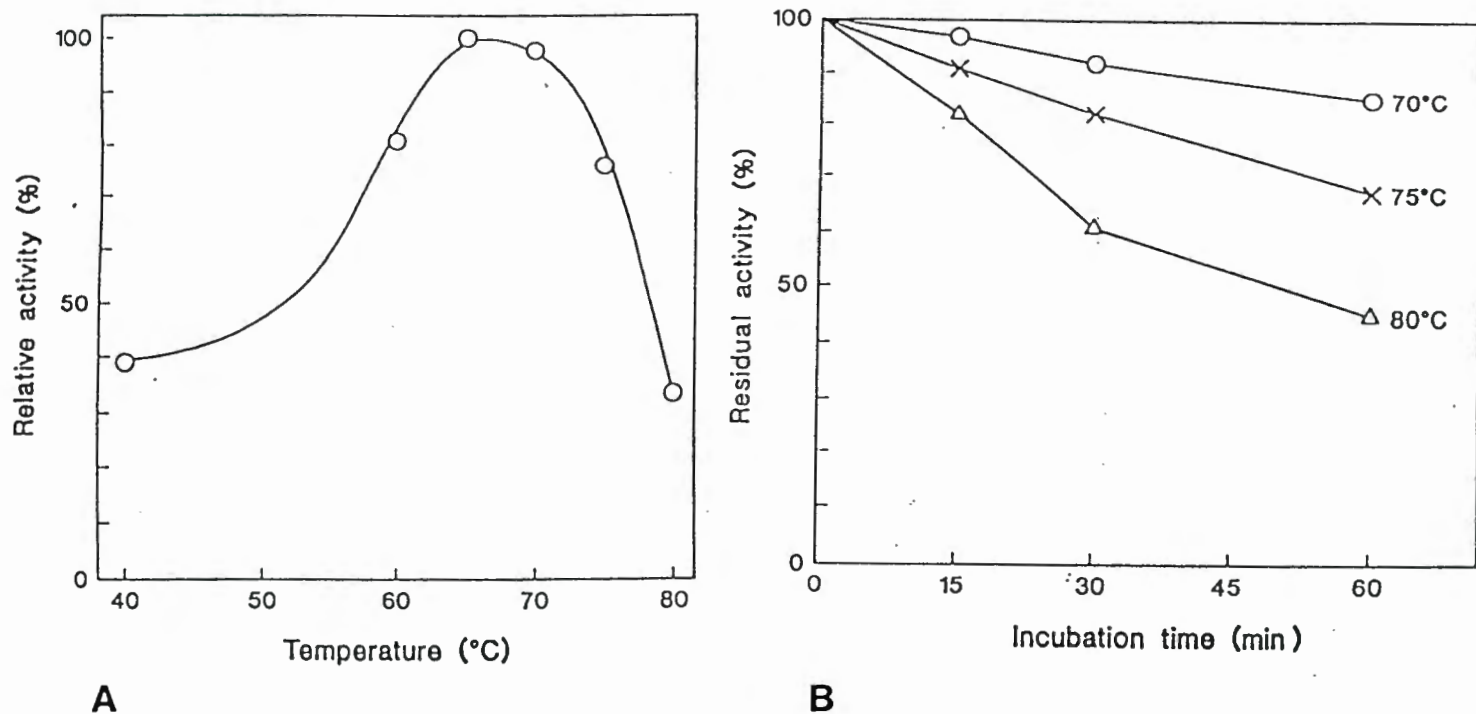 100
50
0
40
50
60
70
80
Relative activity (%)
Temperature (°C)
A
100
50
0
0
15
30
45
60
70°C
75°C
80°C
Residual activity (%)
Incubation time (min)
B